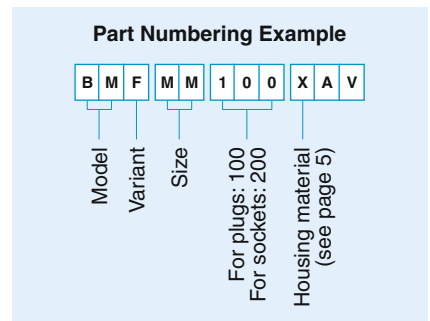 Part Numbering Example
B M F M M 1 0 0 X A V
Model
Variant
Size
For plugs: 100
For sockets: 200
Housing material
(see page 5)